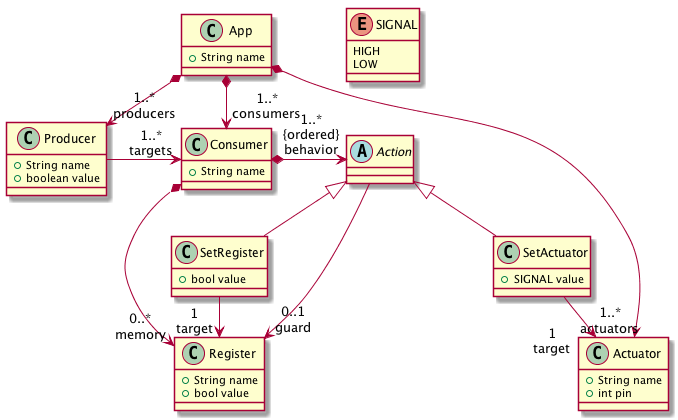 C App
String name
E SIGNAL
HIGH
LOW
1..*
producers
1..*
consumers
C Producer
String name
boolean value
1..*
targets
C Consumer
String name
1..*
{ordered}
behavior
A Action
C SetRegister
bool value
C SetActuator
SIGNAL value
0..*
memory
1
target
0..1
guard
1
target
1..*
actuators
C Register
String name
bool value
C Actuator
String name
int pin